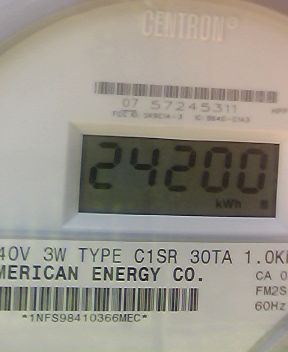 CENTRON®
07 57245311
24200
kWh
40V 3W TYPE C1SR 30TA 1.0K
MERICAN ENERGY CO.
CA 0
FM2S
60Hz
*1NFS98410366MEC*